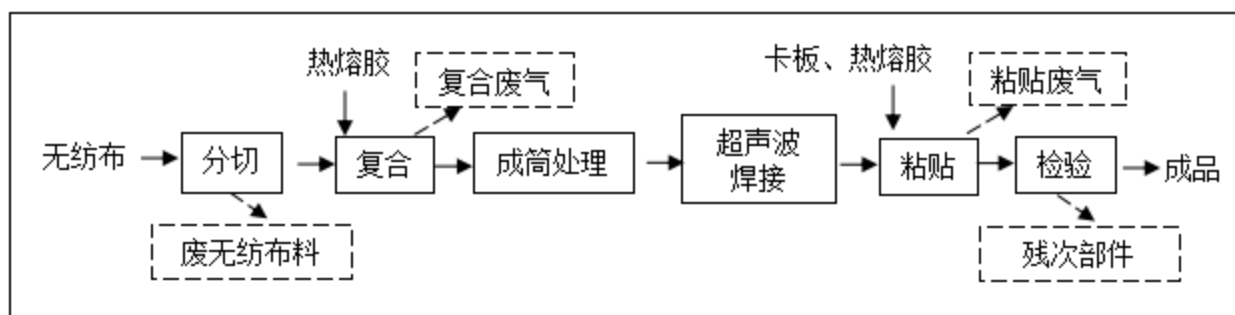 热熔胶
复合废气
卡板、热熔胶
粘贴废气
无纺布
分切
复合
成筒处理
超声波
焊接
粘贴
检验
成品
废无纺布料
残次部件